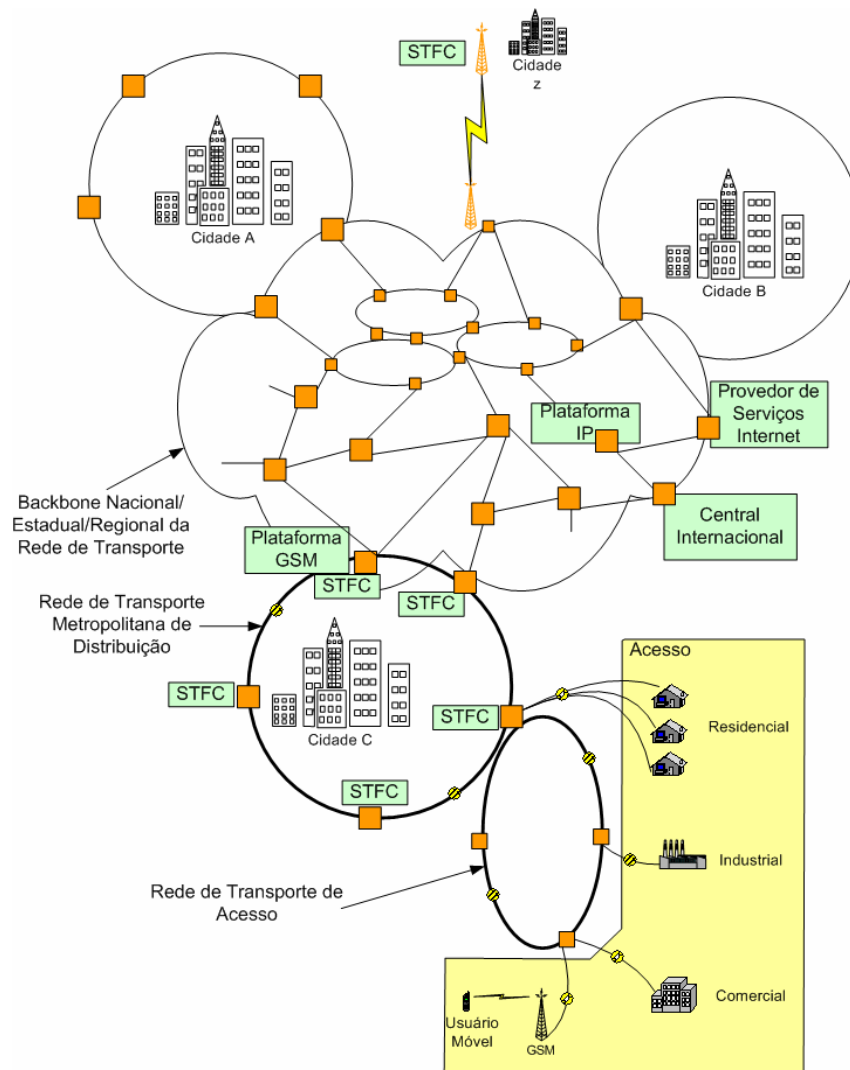 STFC
Cidade
z
Cidade A
Cidade B
Plataforma
IP
Provedor de
Serviços
Internet
Backbone Nacional/
Estadual/Regional da
Rede de Transporte
Central
Internacional
Plataforma
GSM
STFC
STFC
Rede de Transporte
Metropolitana de
Distribuição
STFC
STFC
Cidade C
STFC
Acesso
Residencial
Industrial
Rede de Transporte de
Acesso
Comercial
Usuário
Móvel
GSM